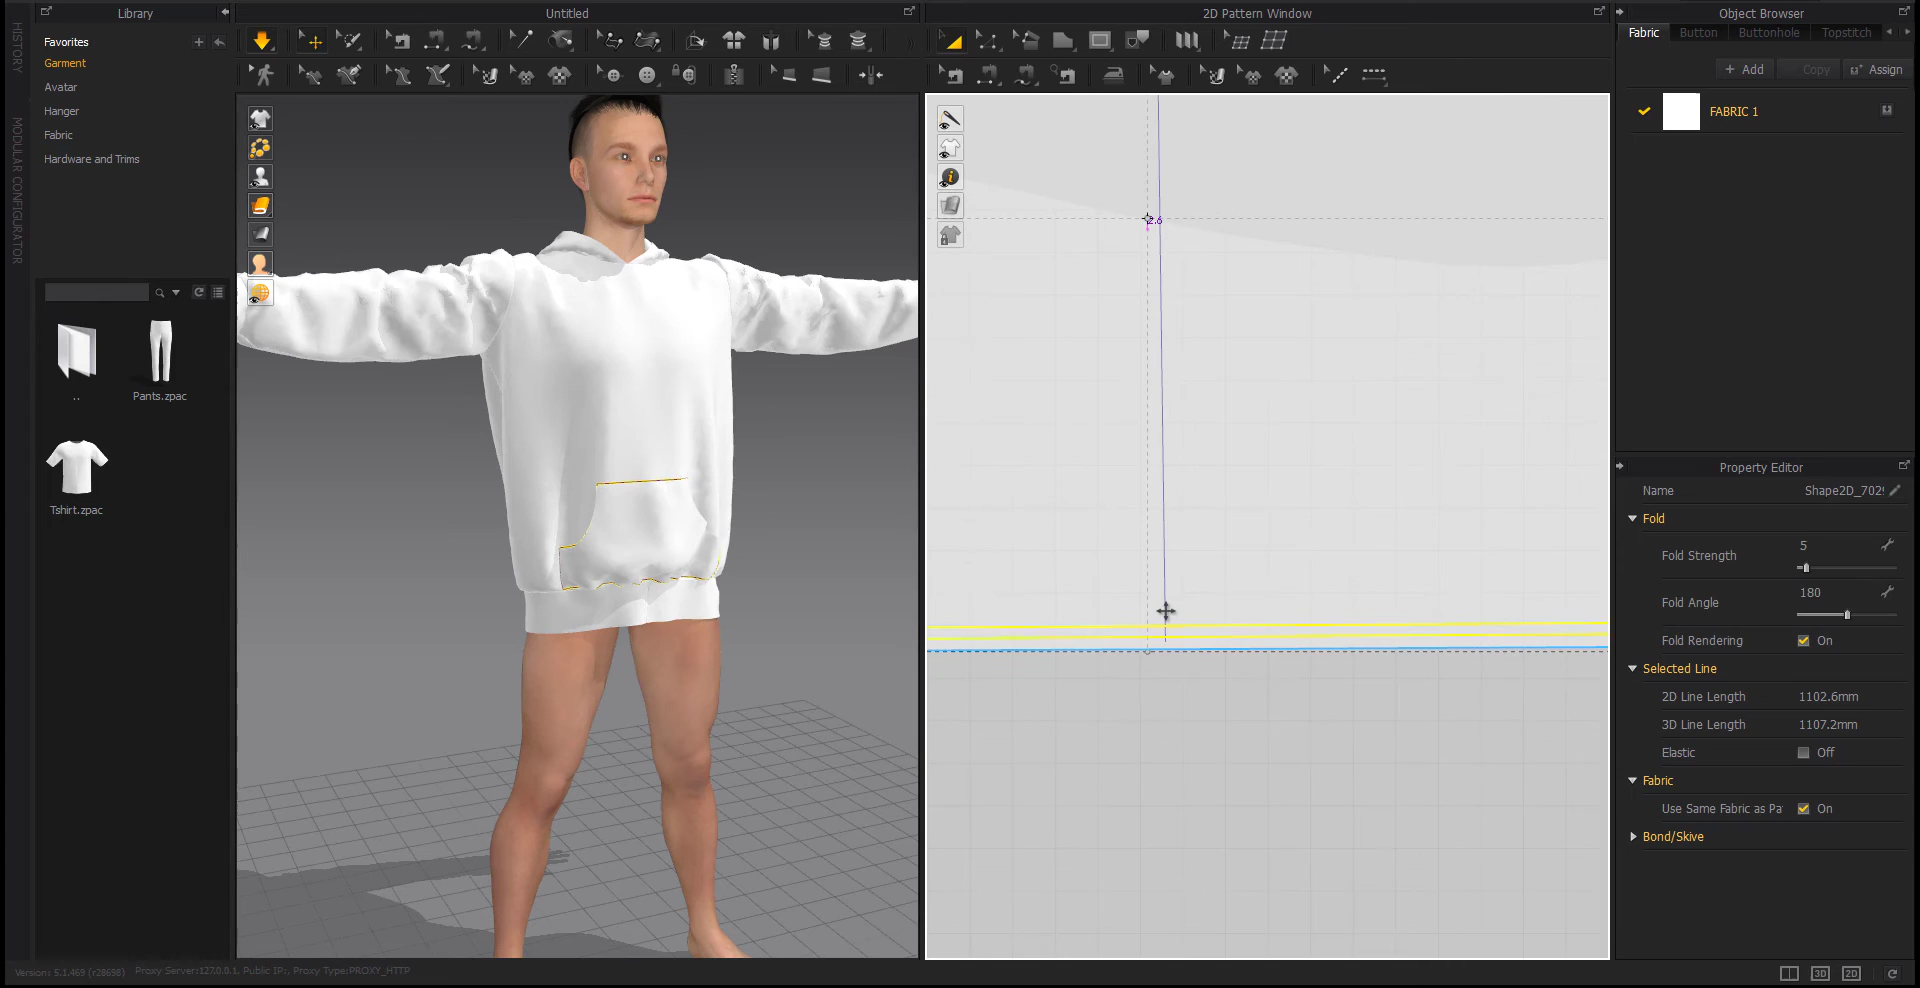 Library
Untitled
2D Pattern Window
Object Browser
HISTORY
MODULAR CONFIGURATOR
Favorites
Garment
Avatar
Hanger
Fabric
Hardware and Trims
..
Pants.zpac
Tshirt.zpac
2.6
Fabric
Button
Buttonhole
Topstitch
+ Add
Copy
Assign
FABRIC 1
Property Editor
Name
Shape2D_702
Fold
Fold Strength
5
Fold Angle
180
Fold Rendering
On
Selected Line
2D Line Length
1102.6mm
3D Line Length
1107.2mm
Elastic
Off
Fabric
Use Same Fabric as Pa
On
Bond/Skive
Version: 5.1.469 (r28698)
Proxy Server:127.0.0.1, Public IP:, Proxy Type:PROXY_HTTP
3D
2D